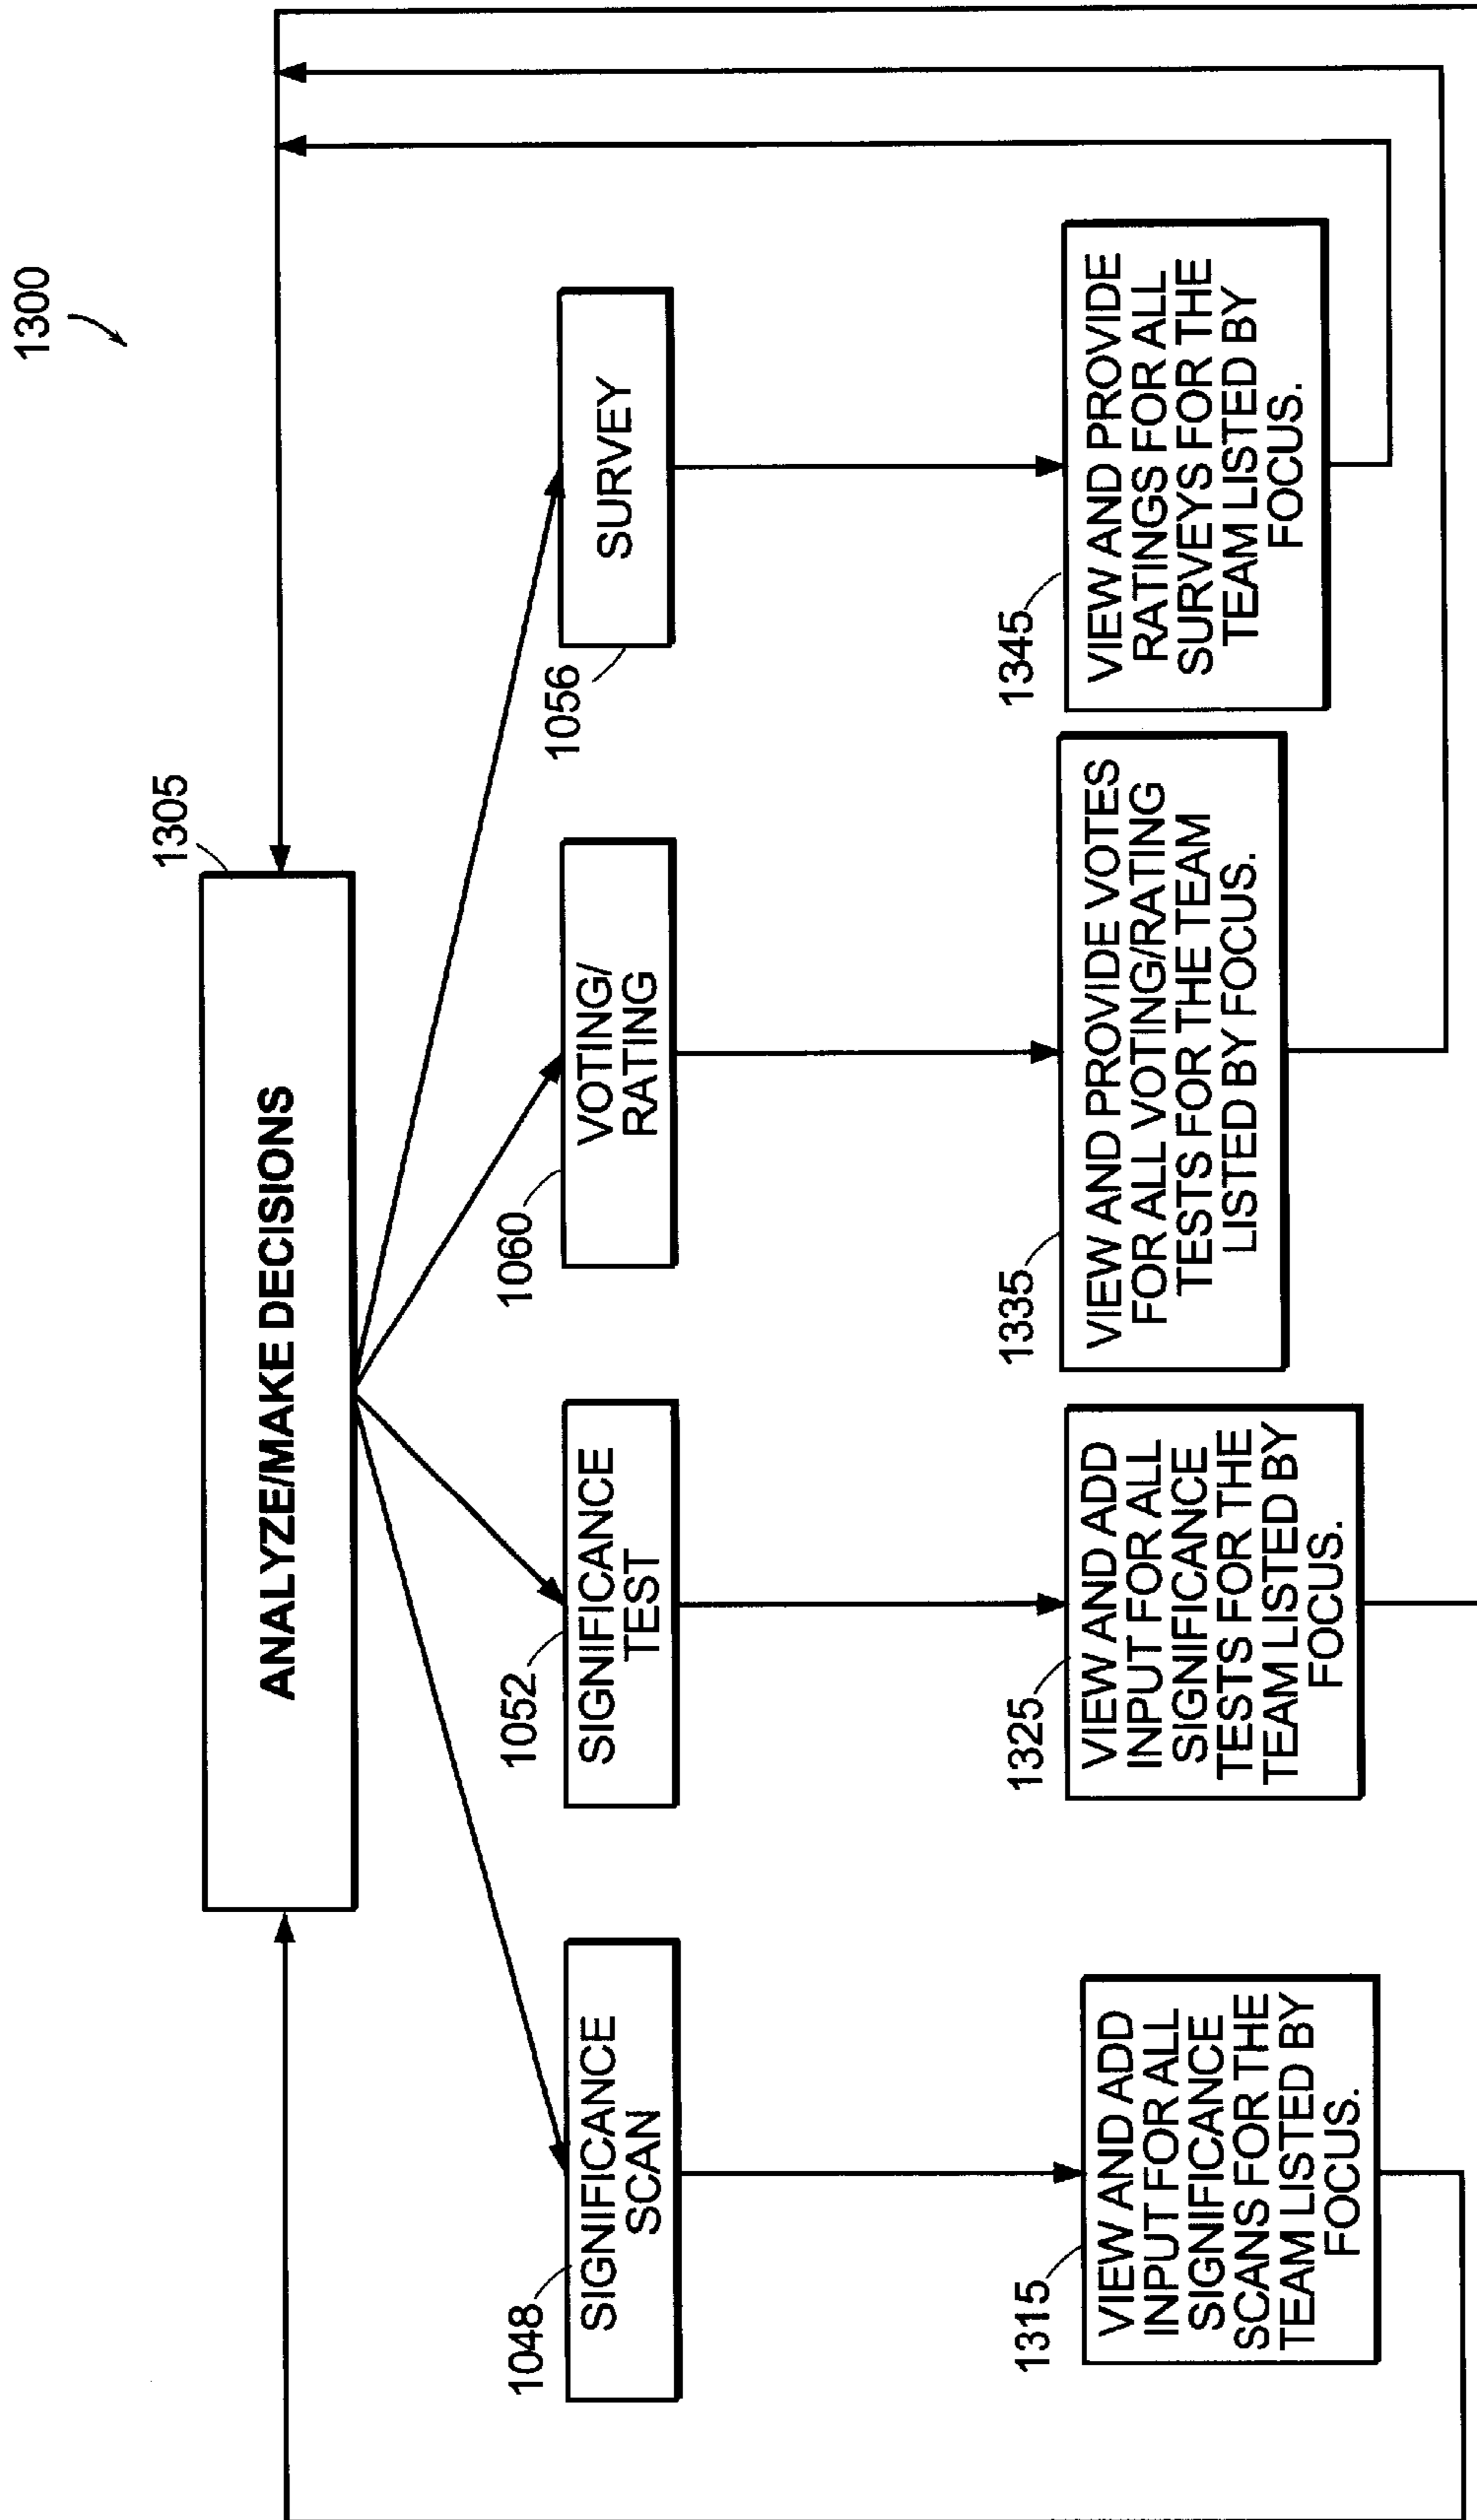 1300
1305
ANALYZE/MAKE DECISIONS
1048
SIGNIFICANCE
SCAN
1052
SIGNIFICANCE
TEST
1060
VOTING/
RATING
1056
SURVEY
1315
VIEW AND ADD
INPUT FOR ALL
SIGNIFICANCE
SCANS FOR THE
TEAM LISTED BY
FOCUS.
1325
VIEW AND ADD
INPUT FOR ALL
SIGNIFICANCE
TESTS FOR THE
TEAM LISTED BY
FOCUS.
1335
VIEW AND PROVIDE VOTES
FOR ALL VOTING/RATING
TESTS FOR THE TEAM
LISTED BY FOCUS.
1345
VIEW AND PROVIDE
RATINGS FOR ALL
SURVEYS FOR THE
TEAM LISTED BY
FOCUS.